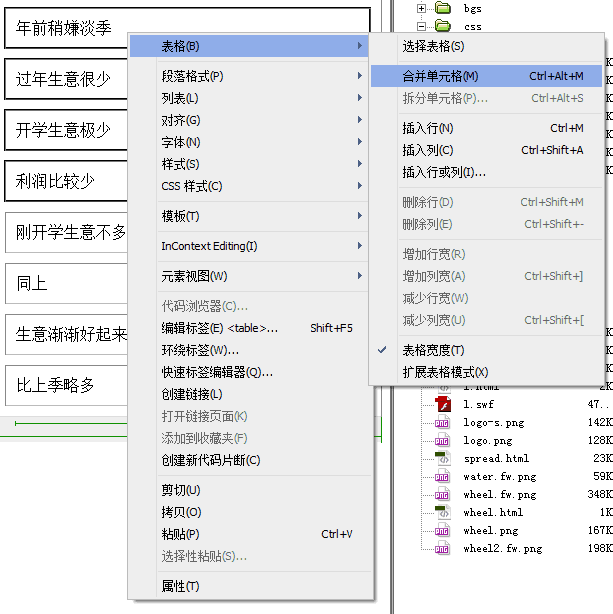 年前稍嫌淡季
过年生意很少
开学生意极少
利润比较少
刚开学生意不多
同上
生意渐渐好起来
比上季略多
表格(B)
段落格式(P)
列表(L)
对齐(G)
字体(N)
样式(S)
CSS 样式(C)
模板(T)
InContext Editing(I)
元素视图(W)
代码浏览器(C)...
编辑标签(E) <table>... Shift+F5
环绕标签(W)...
快速标签编辑器(Q)...
创建链接(L)
打开链接页面(K)
添加到收藏夹(F)
创建新代码片断(C)
剪切(U)
拷贝(O)
粘贴(P) Ctrl+V
选择性粘贴(S)...
属性(T)
选择表格(S)
合并单元格(M) Ctrl+Alt+M
拆分单元格(P)... Ctrl+Alt+S
插入行(N) Ctrl+M
插入列(C) Ctrl+Shift+A
插入行或列(I)...
删除行(D) Ctrl+Shift+M
删除列(E) Ctrl+Shift+-
增加行宽(R)
增加列宽(A) Ctrl+Shift+]
减少行宽(W)
减少列宽(U) Ctrl+Shift+[
表格宽度(T)
扩展表格模式(X)
bgs
css
l.html 2K
l.swf 47..
logo-s.png 142K
logo.png 128K
spread.html 23K
water.fw.png 59K
wheel.fw.png 348K
wheel.html 1K
wheel.png 167K
wheel2.fw.png 198K